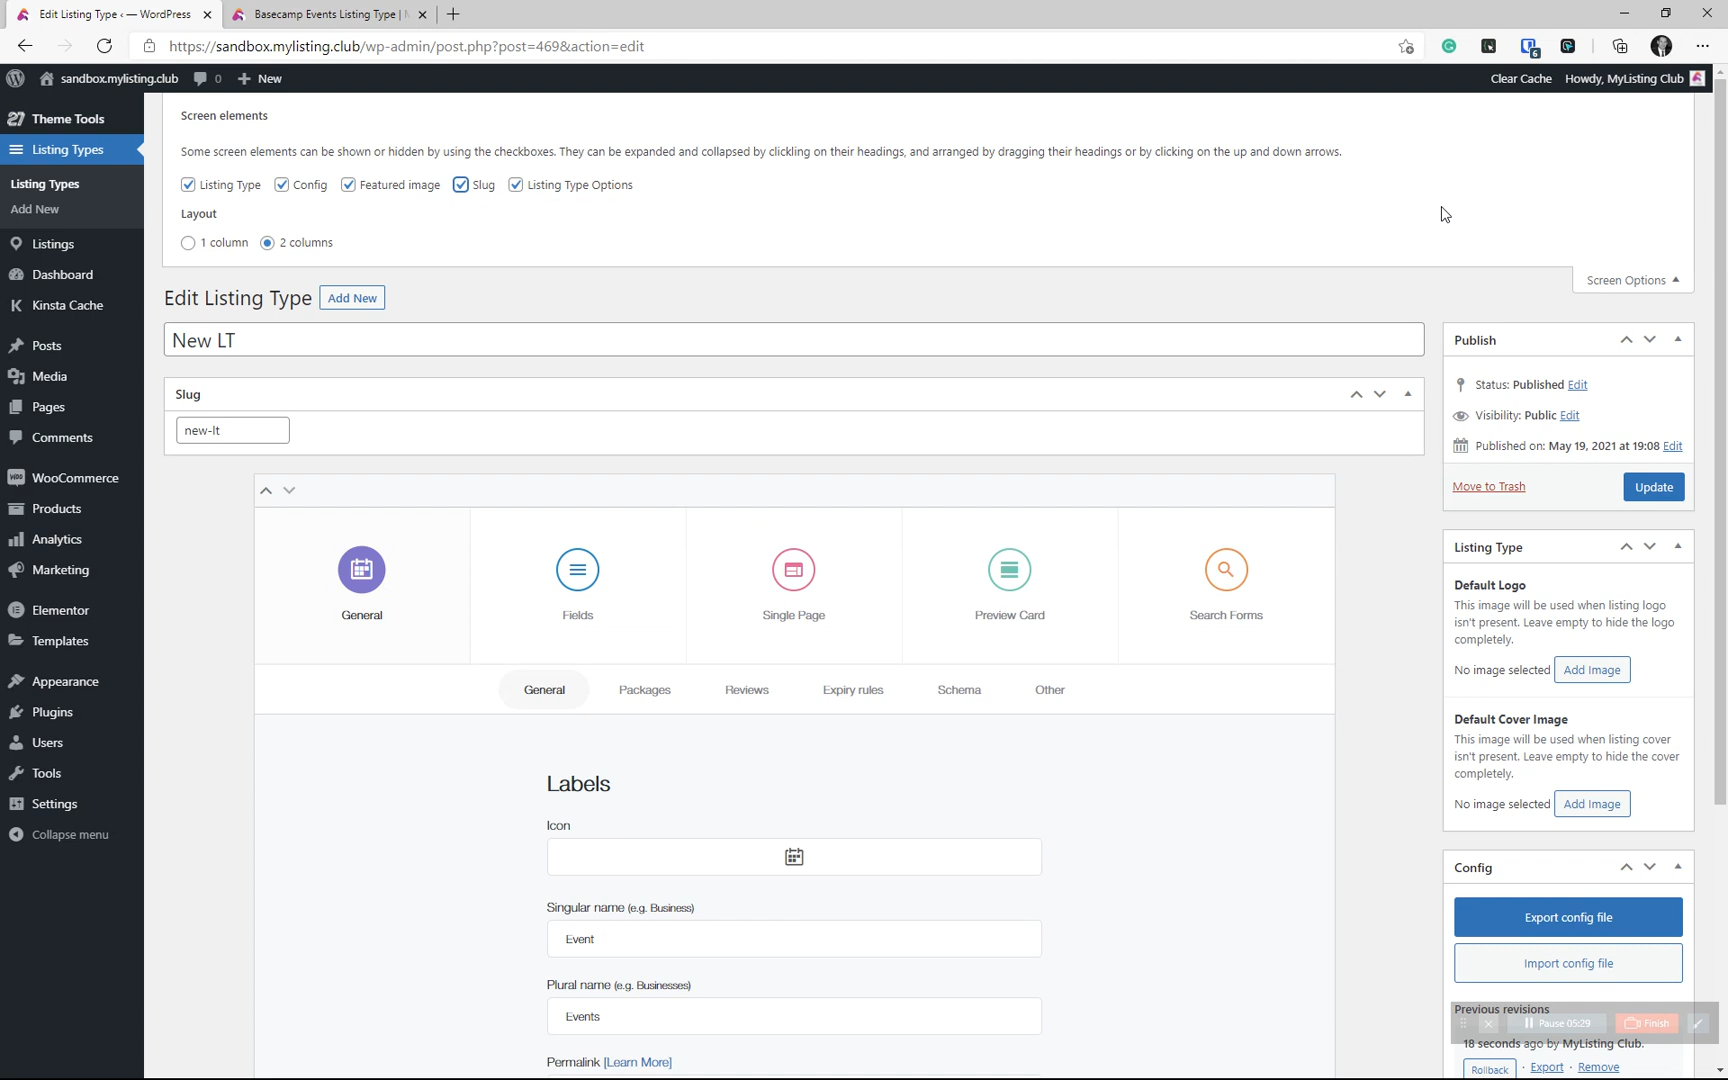 Edit Listing Type ‹ — WordPress
Basecamp Events Listing Type |
https://sandbox.mylisting.club/wp-admin/post.php?post=469&action=edit
6
sandbox.mylisting.club
0
New
Clear Cache
Howdy, MyListing Club
27 Theme Tools
Listing Types
Listing Types
Add New
Listings
Dashboard
K Kinsta Cache
Posts
Media
Pages
Comments
WooCommerce
Products
Analytics
Marketing
Elementor
Templates
Appearance
Plugins
Users
Tools
Settings
Collapse menu
Screen elements
Some screen elements can be shown or hidden by using the checkboxes. They can be expanded and collapsed by clickling on their headings, and arranged by dragging their headings or by clicking on the up and down arrows.
Listing Type
Config
Featured image
Slug
Listing Type Options
Layout
1 column
2 columns
Screen Options
Edit Listing Type
Add New
New LT
Slug
new-lt
General
Fields
Single Page
Preview Card
Search Forms
General
Packages
Reviews
Expiry rules
Schema
Other
Labels
Icon
Singular name (e.g. Business)
Event
Plural name (e.g. Businesses)
Events
Permalink [Learn More]
Publish
Status: Published Edit
Visibility: Public Edit
Published on: May 19, 2021 at 19:08 Edit
Move to Trash
Update
Listing Type
Default Logo
This image will be used when listing logo
isn't present. Leave empty to hide the logo
completely.
No image selected
Add Image
Default Cover Image
This image will be used when listing cover
isn't present. Leave empty to hide the cover
completely.
No image selected
Add Image
Config
Export config file
Import config file
Previous revisions
Pause 05:29
Finish
18 seconds ago by MyListing Club.
Rollback · Export · Remove